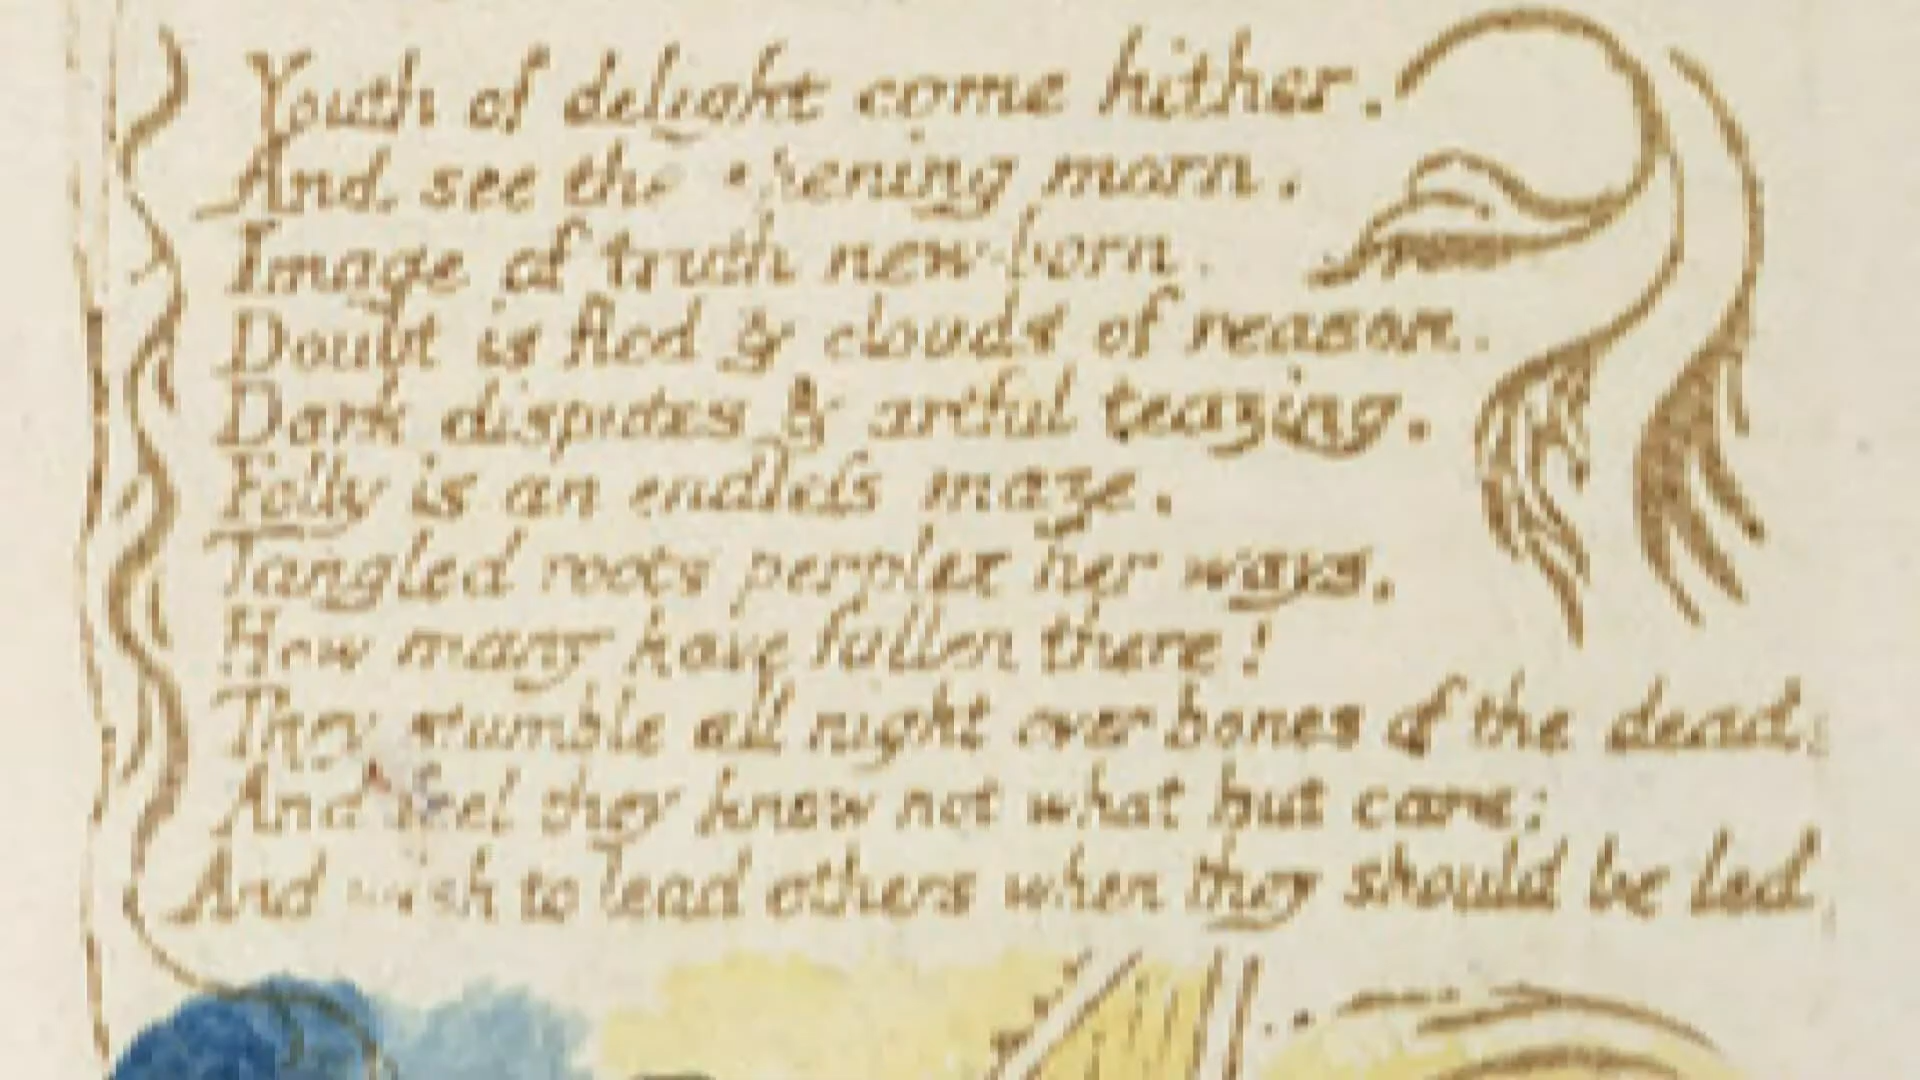 Youth of delight come hither.
And see the opening morn.
Image of truth new-born.
Doubt is fled & clouds of reason.
Dark disputes & artful teazing.
Folly is an endless maze.
Tangled roots perplex her ways.
How many have fallen there!
They stumble all night over bones of the dead;
And feel they know not what but care;
And wish to lead others when they should be led